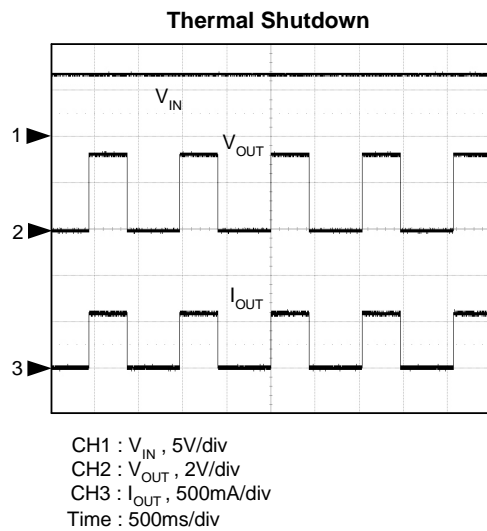 Thermal Shutdown
V_IN
1
V_OUT
2
I_OUT
3
CH1 : V_IN , 5V/div
CH2 : V_OUT , 2V/div
CH3 : I_OUT , 500mA/div
Time : 500ms/div